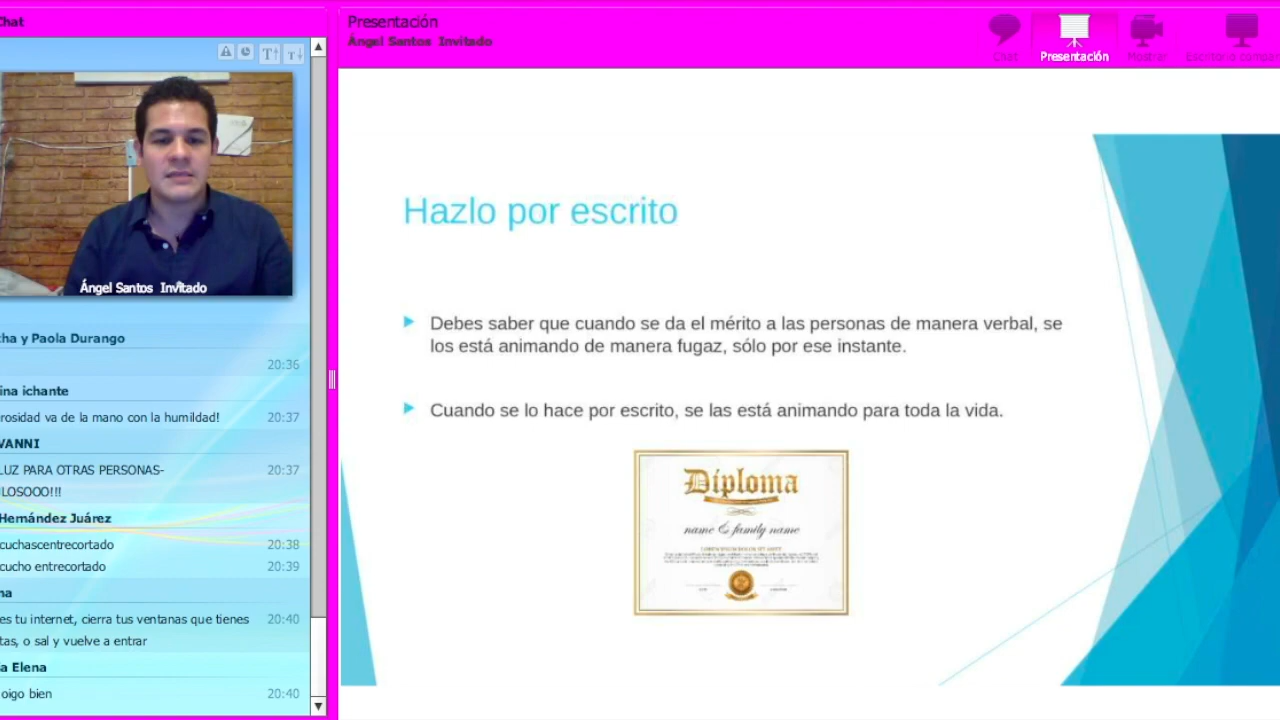 Chat
Ángel Santos Invitado
cha y Paola Durango
20:36
ina ichante
rosidad va de la mano con la humildad! 20:37
VANNI
LUZ PARA OTRAS PERSONAS- 20:37
LOSOOO!!!
Hernández Juárez
cuchascentrecortado 20:38
cucho entrecortado 20:39
na
es tu internet, cierra tus ventanas que tienes 20:40
tas, o sal y vuelve a entrar
a Elena
oigo bien 20:40
Presentación
Ángel Santos Invitado
Chat
Presentación
Mostrar
Escritorio compa
Hazlo por escrito
Debes saber que cuando se da el mérito a las personas de manera verbal, se
los está animando de manera fugaz, sólo por ese instante.
Cuando se lo hace por escrito, se las está animando para toda la vida.
Diploma
name & family name